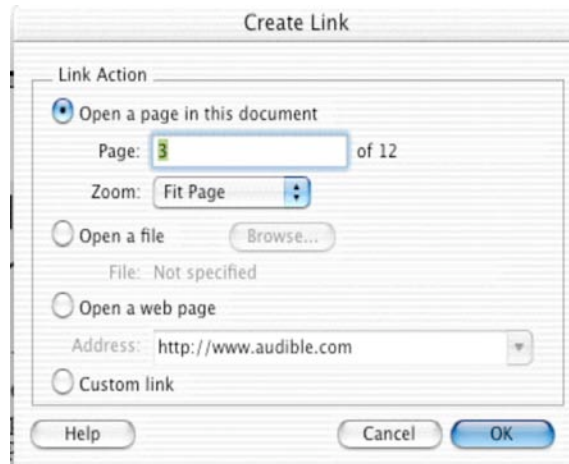 Create Link
Link Action
Open a page in this document
Page: 3 of 12
Zoom: Fit Page
Open a file Browse...
File: Not specified
Open a web page
Address: http://www.audible.com
Custom link
Help Cancel OK